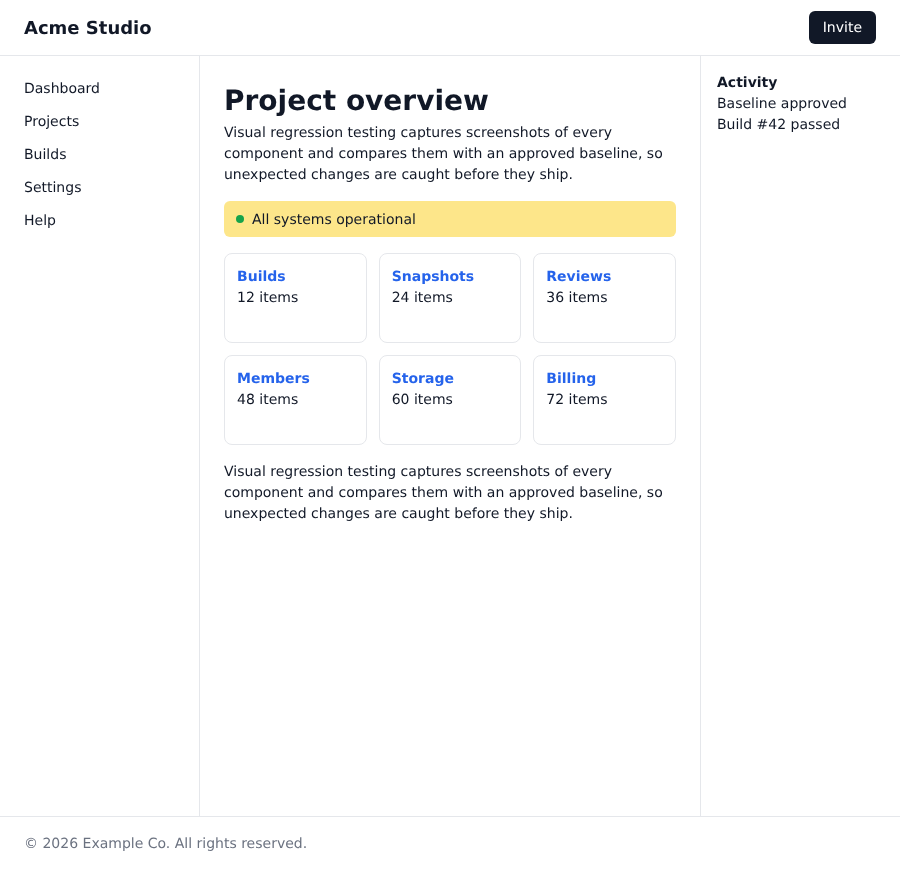 Acme Studio
Invite
Dashboard
Projects
Builds
Settings
Help
Project overview
Visual regression testing captures screenshots of every
component and compares them with an approved baseline, so
unexpected changes are caught before they ship.
All systems operational
Builds
12 items
Snapshots
24 items
Reviews
36 items
Members
48 items
Storage
60 items
Billing
72 items
Visual regression testing captures screenshots of every
component and compares them with an approved baseline, so
unexpected changes are caught before they ship.
Activity
Baseline approved
Build #42 passed
© 2026 Example Co. All rights reserved.